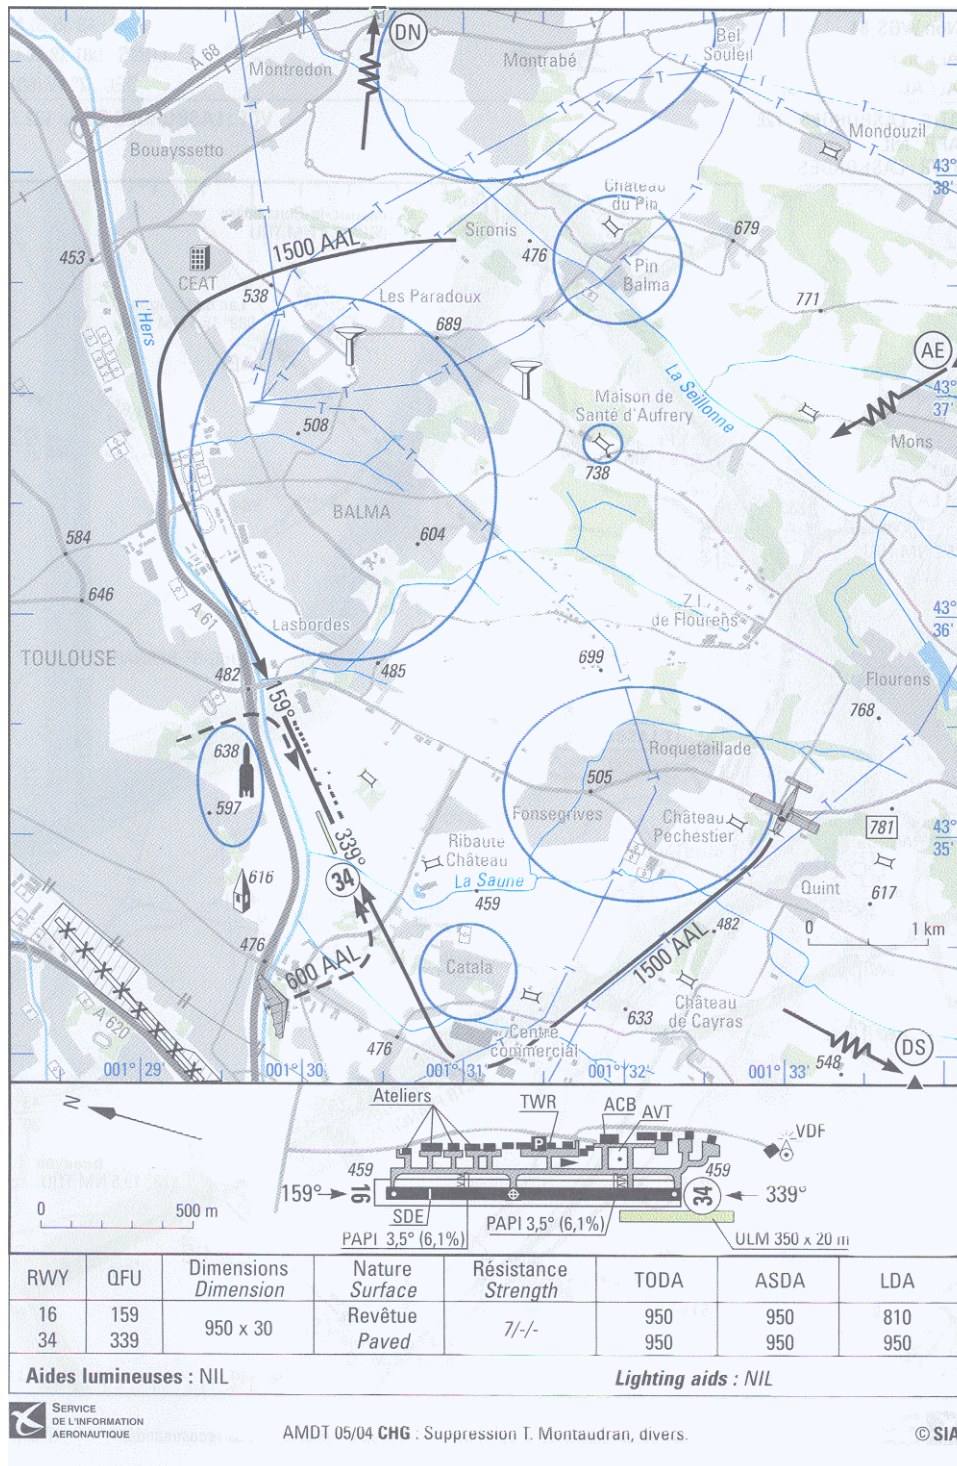 DN
Bel
Souleil
A 68
Montredon
Montrabé
Mondouzil
Bouayssetto
43°
38'
Château
du Pin
1500 AAL
Sironis
476
679
453
CEAT
538
Pin
Balma
L'Hers
Les Paradoux
771
689
AE
La Seillonne
43°
37'
Maison de
Santé d'Aufrery
508
Mons
738
BALMA
584
604
646
A 61
Z.I.
de Flourens
43°
36'
Lasbordes
TOULOUSE
482
485
699
Flourens
159°
768
638
Roquetaillade
505
597
Fonsegrives
Château
Pechestier
781
43°
35'
339°
Ribaute
Château
34
La Saune
616
459
Quint
617
482
0
1 km
476
600 AAL
Catala
1500 AAL
Château
de Cayras
633
A 620
476
Centre
commercial
DS
548
001° 29'
001° 30'
001° 31'
001° 32'
001° 33'
N
Ateliers
TWR
ACB
AVT
P
VDF
459
459
159°
16
34
339°
0
500 m
SDE
PAPI 3,5° (6,1%)
PAPI 3,5° (6,1%)
ULM 350 x 20 m
RWY QFU Dimensions Nature Résistance TODA ASDA LDA
Dimension Surface Strength
16 159 950 x 30 Revêtue 7/-/- 950 950 810
34 339 Paved 950 950 950
Aides lumineuses : NIL Lighting aids : NIL
SERVICE
DE L'INFORMATION
AERONAUTIQUE
AMDT 05/04 CHG : Suppression T. Montaudran, divers.
© SIA